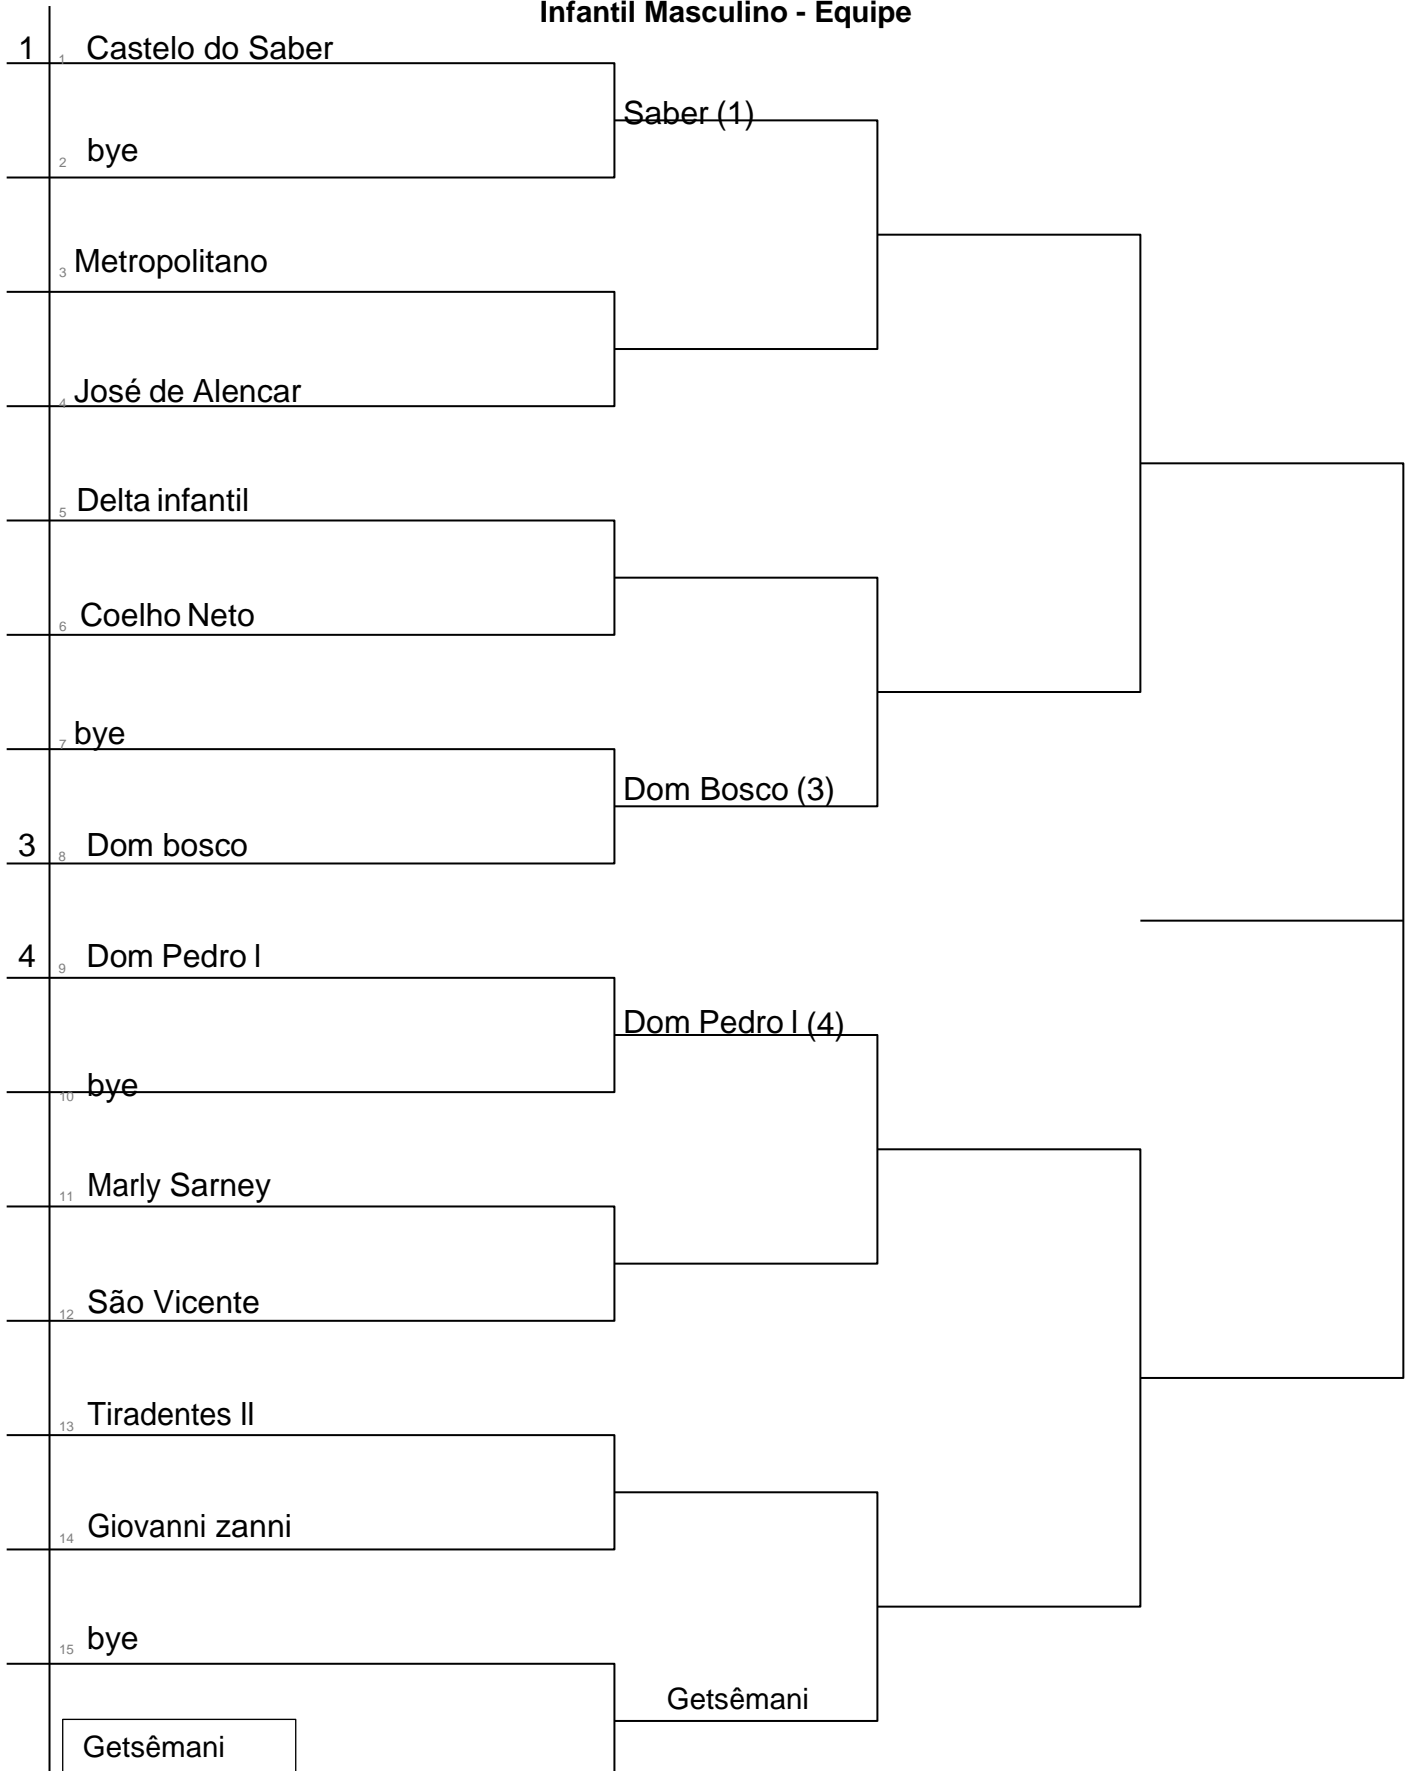 Infantil Masculino - Equipe
1 1 Castelo do Saber
Saber (1)
2 bye
3 Metropolitano
4 José de Alencar
5 Delta infantil
6 Coelho Neto
7 bye
Dom Bosco (3)
3 8 Dom bosco
4 9 Dom Pedro I
Dom Pedro I (4)
10 bye
11 Marly Sarney
12 São Vicente
13 Tiradentes II
14 Giovanni zanni
15 bye
Getsêmani
Getsêmani